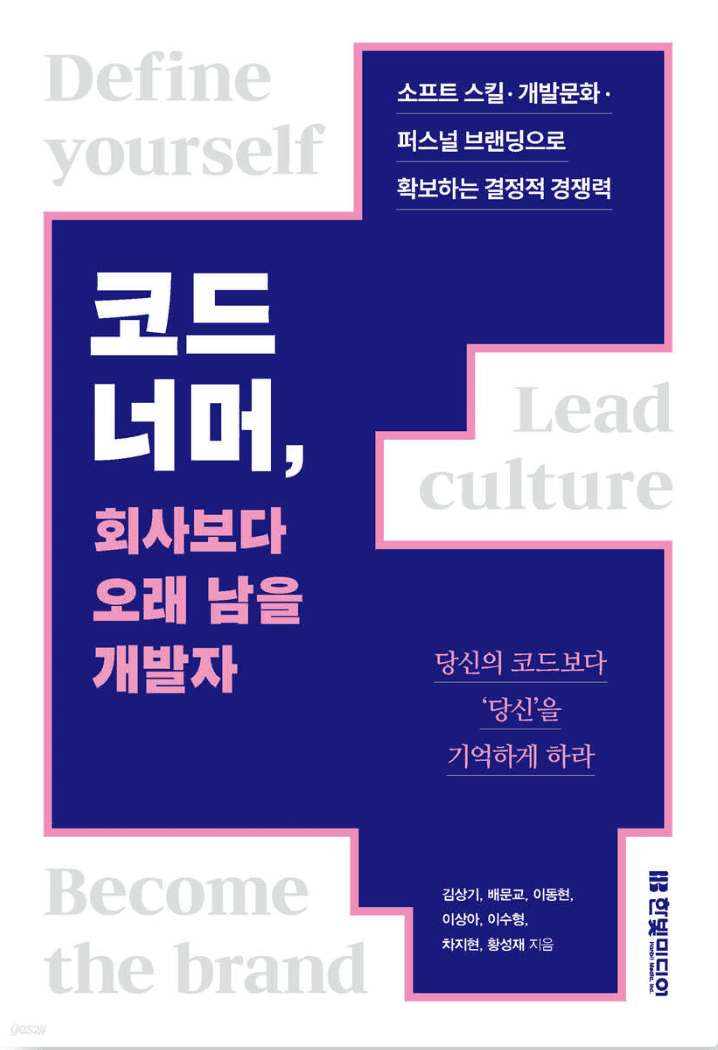 Define
yourself
소프트 스킬·개발문화·
퍼스널 브랜딩으로
확보하는 결정적 경쟁력
코드
너머,
회사보다
오래 남을
개발자
Lead
culture
당신의 코드보다
‘당신’을
기억하게 하라
Become
the brand
김상기, 배문교, 이동현,
이상아, 이수형,
차지현, 황성재 지음
HB 한빛미디어
Hanbit Media, Inc.
yes24